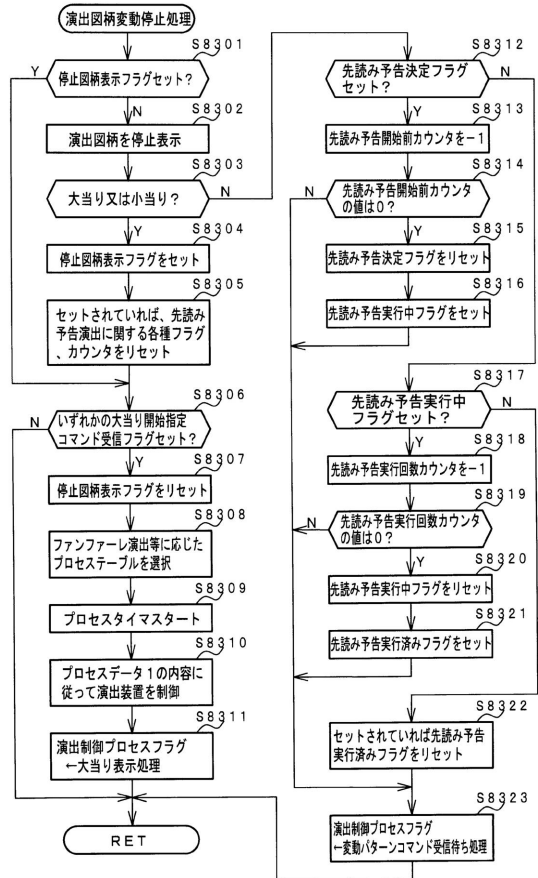 演出図柄変動停止処理
S8301
停止図柄表示フラグセット?
Y
N
S8302
演出図柄を停止表示
S8303
大当り又は小当り?
N
Y
S8304
停止図柄表示フラグをセット
S8305
セットされていれば、先読み
予告演出に関する各種フラグ
、カウンタをリセット
S8306
いずれかの大当り開始指定
コマンド受信フラグセット?
N
Y
S8307
停止図柄表示フラグをリセット
S8308
ファンファーレ演出等に応じた
プロセステーブルを選択
S8309
プロセスタイマスタート
S8310
プロセスデータ1の内容に
従って演出装置を制御
S8311
演出制御プロセスフラグ
←大当り表示処理
RET
S8312
先読み予告決定フラグ
セット?
N
Y
S8313
先読み予告開始前カウンタを-1
S8314
先読み予告開始前カウンタ
の値は0?
N
Y
S8315
先読み予告決定フラグをリセット
S8316
先読み予告実行中フラグをセット
S8317
先読み予告実行中
フラグセット?
N
Y
S8318
先読み予告実行回数カウンタを-1
S8319
先読み予告実行回数カウンタ
の値は0?
N
Y
S8320
先読み予告実行中フラグをリセット
S8321
先読み予告実行済みフラグをセット
S8322
セットされていれば先読み予告
実行済みフラグをリセット
S8323
演出制御プロセスフラグ
←変動パターンコマンド受信待ち処理